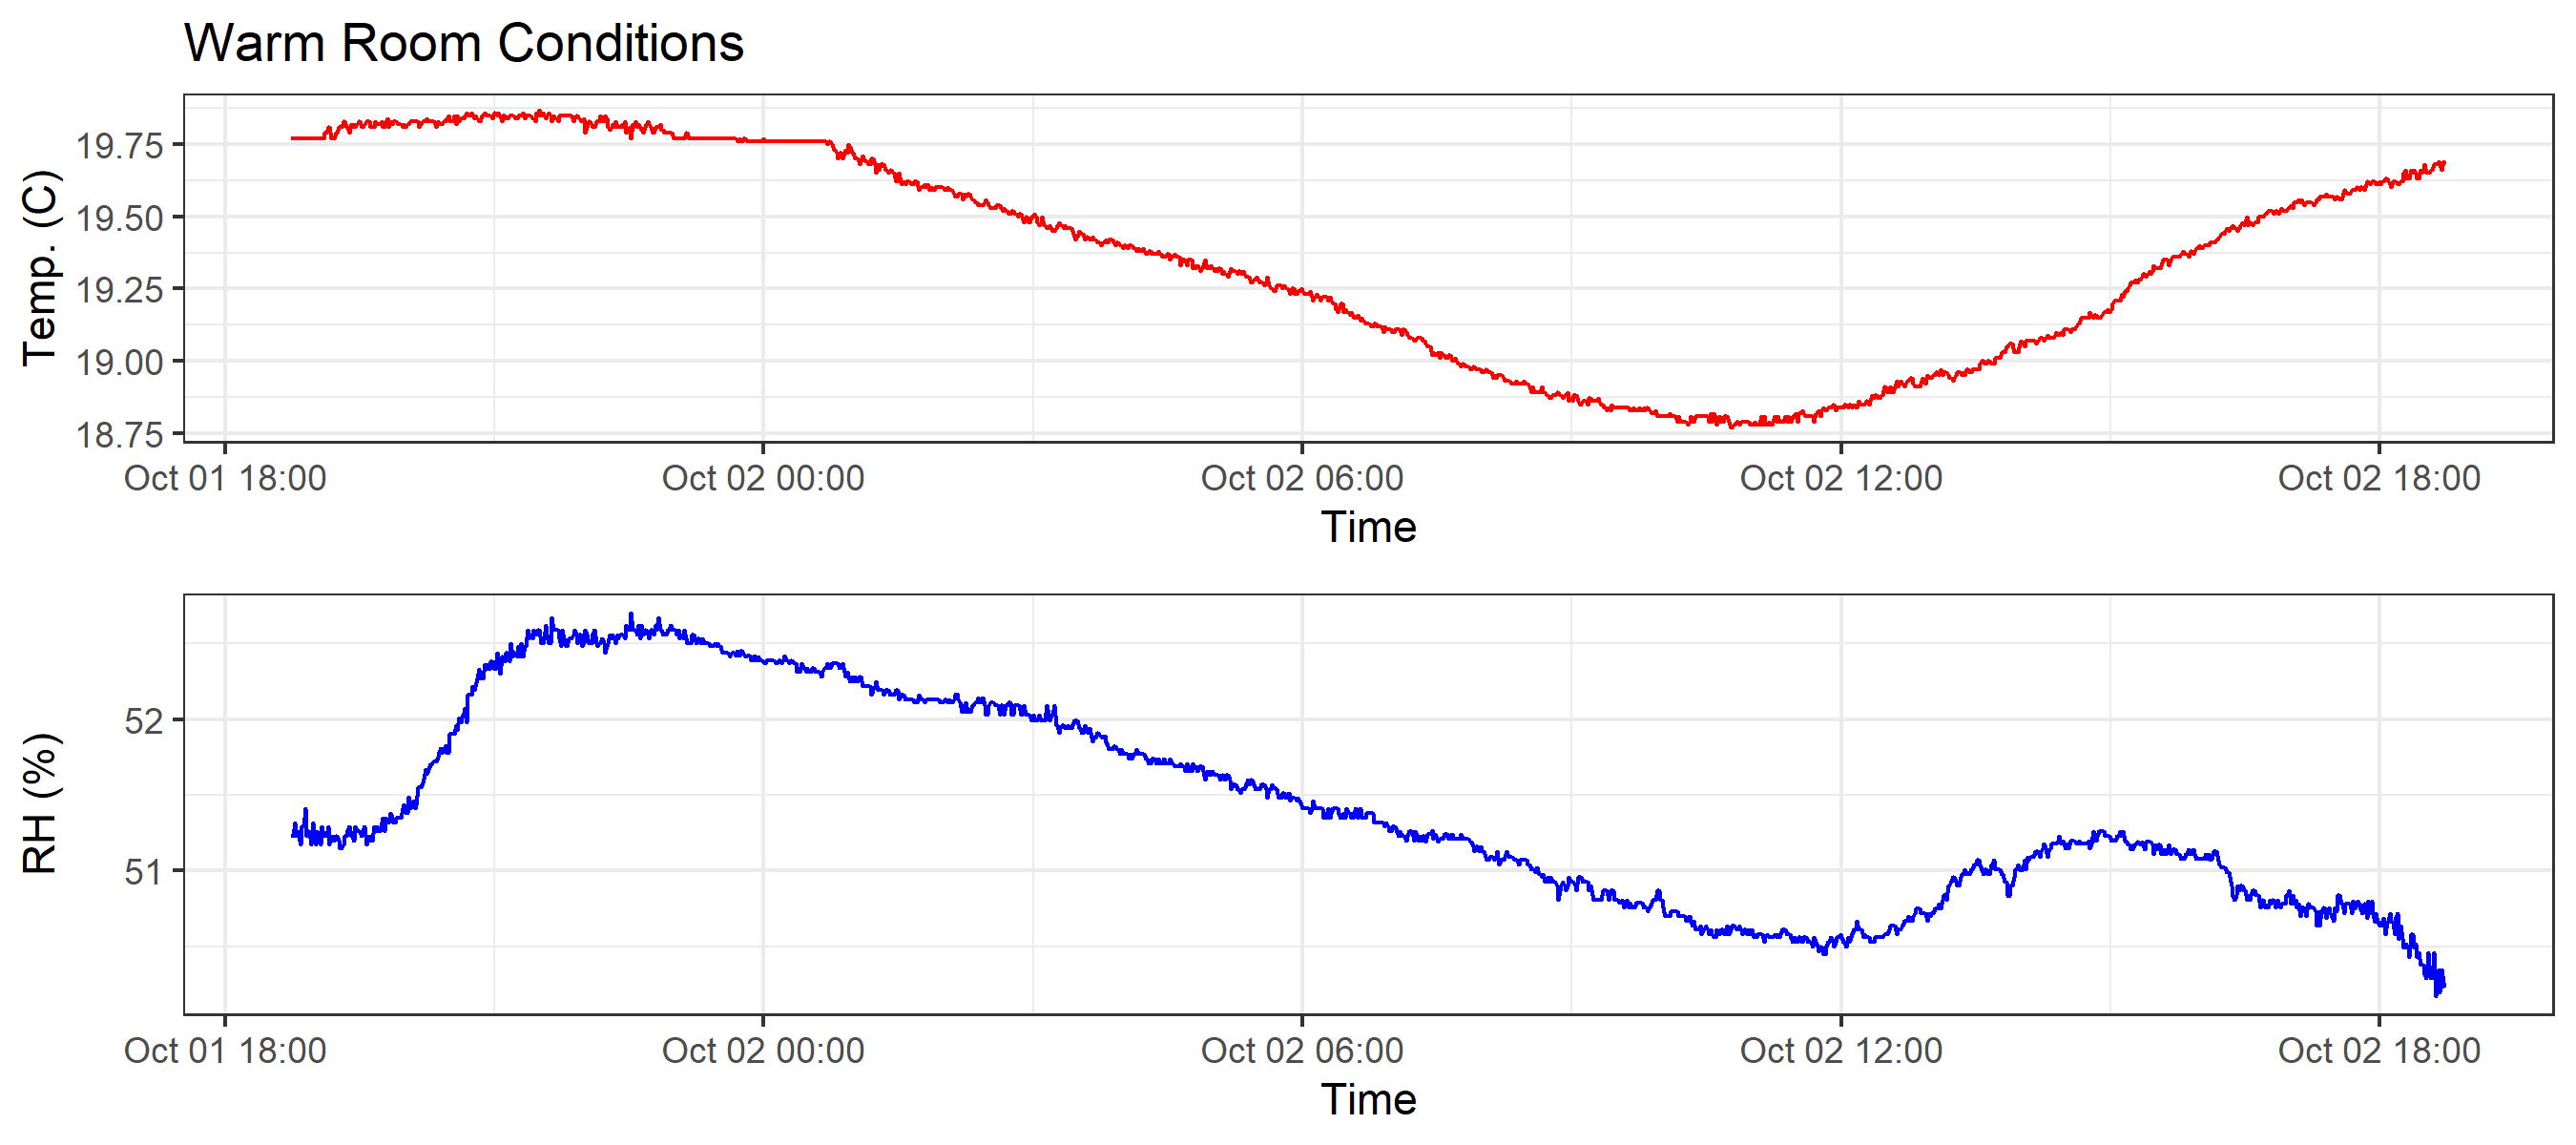 Warm Room Conditions
Temp. (C)
19.75
19.50
19.25
19.00
18.75
Oct 01 18:00 Oct 02 00:00 Oct 02 06:00 Oct 02 12:00 Oct 02 18:00
Time
RH (%)
52
51
Oct 01 18:00 Oct 02 00:00 Oct 02 06:00 Oct 02 12:00 Oct 02 18:00
Time